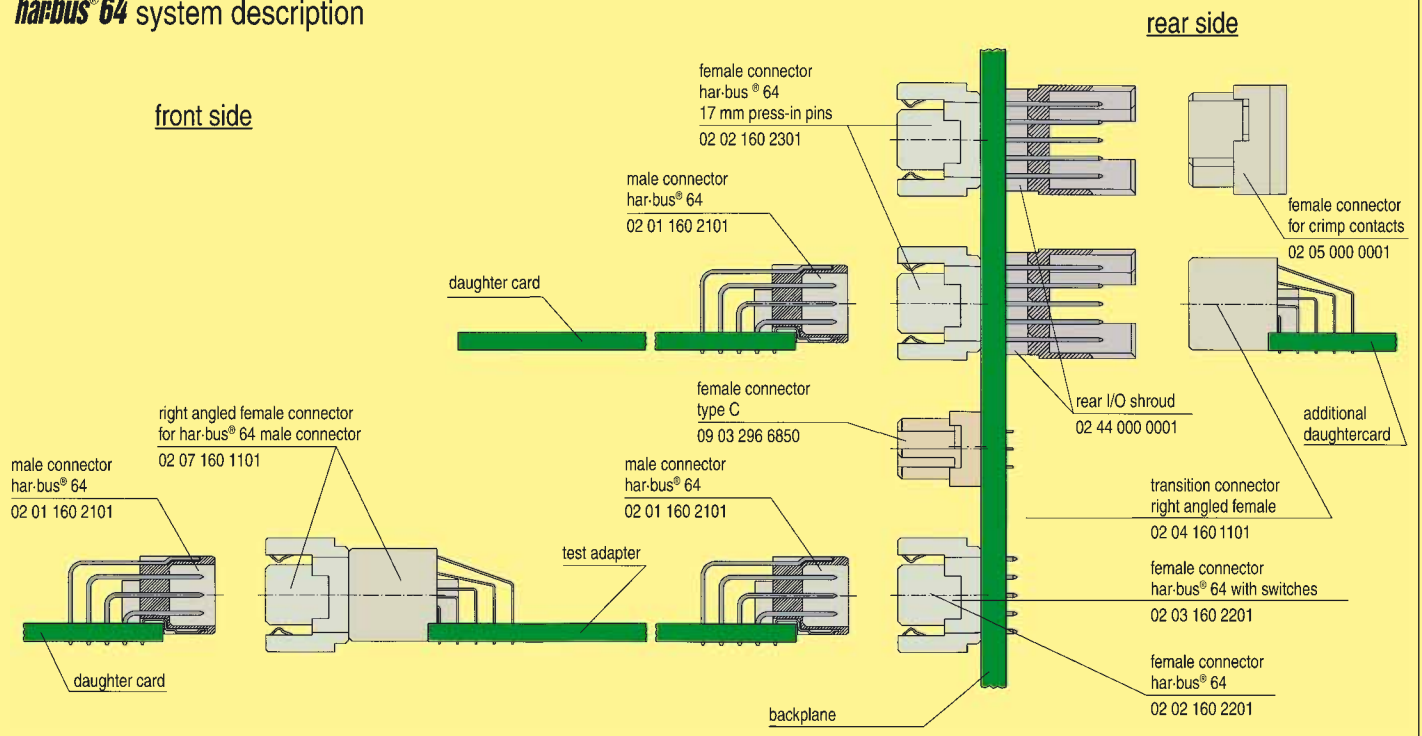 har·bus® 64 system description
rear side
front side
female connector
har·bus ® 64
17 mm press-in pins
02 02 160 2301
male connector
har·bus® 64
02 01 160 2101
daughter card
female connector
for crimp contacts
02 05 000 0001
female connector
type C
09 03 296 6850
rear I/O shroud
02 44 000 0001
additional
daughtercard
right angled female connector
for har·bus® 64 male connector
02 07 160 1101
male connector
har·bus® 64
02 01 160 2101
male connector
har·bus® 64
02 01 160 2101
transition connector
right angled female
02 04 160 1101
test adapter
female connector
har·bus® 64 with switches
02 03 160 2201
daughter card
female connector
har·bus® 64
02 02 160 2201
backplane